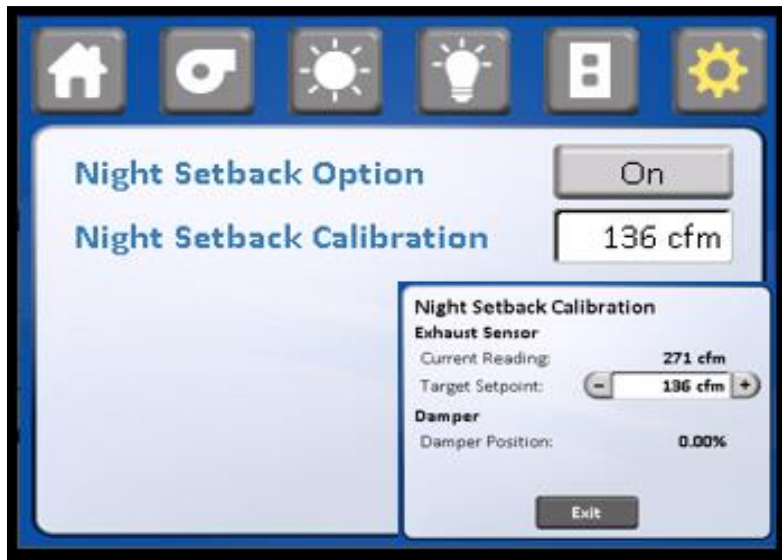 Night Setback Option
On
Night Setback Calibration
136 cfm
Night Setback Calibration
Exhaust Sensor
Current Reading:
271 cfm
Target Setpoint:
- 136 cfm +
Damper
Damper Position:
0.00%
Exit